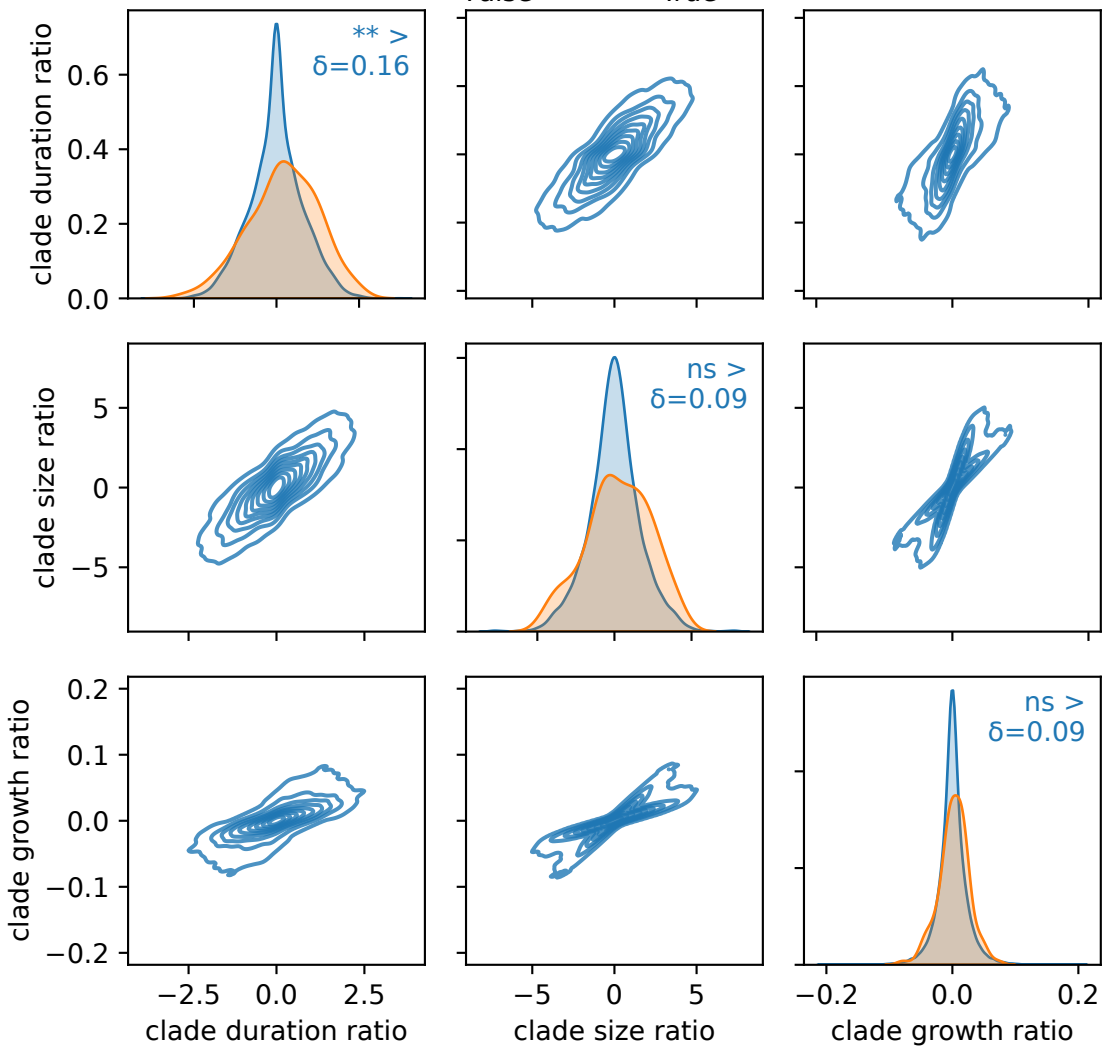 clade duration ratio
0.6
0.4
0.2
0.0
** >
δ=0.16
clade size ratio
5
0
−5
ns >
δ=0.09
clade growth ratio
0.2
0.1
0.0
−0.1
−0.2
ns >
δ=0.09
−2.5 0.0 2.5
−5 0 5
−0.2 0.0 0.2
clade duration ratio
clade size ratio
clade growth ratio